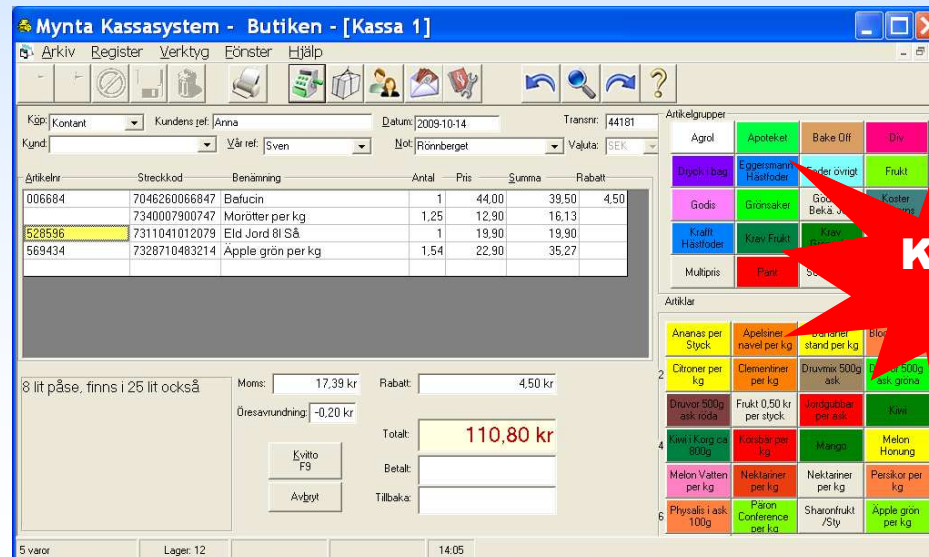 Mynta Kassasystem - Butiken - [Kassa 1]
Arkiv Register Verktyg Fönster Hjälp
Köp: Kontant Kundens ref: Anna Datum: 2009-10-14 Transnr: 44181
Kund: Vår ref: Sven Not: Rönnberget Valuta: SEK
Artikelnr Streckkod Benämning Antal Pris Summa Rabatt
006684 7046260066847 Befucin 1 44,00 39,50 4,50
7340007900747 Morötter per kg 1,25 12,90 16,13
528596 7311041012079 Eld Jord 8l Så 1 19,90 19,90
569434 7328710483214 Äpple grön per kg 1,54 22,90 35,27
8 lit påse, finns i 25 lit också
Moms: 17,39 kr Rabatt: 4,50 kr
Öresavrundning: -0,20 kr
Totalt: 110,80 kr
Kvitto
F9
Betalt:
Avbryt Tillbaka:
Artikelgrupper
Agrol Apoteket Bake Off Div
Dryck i bag Eggersmann Hästfoder Foder övrigt Frukt
Godis Grönsaker Koster
Krafft Hästfoder Krav Frukt Krav
Multipris Pant
K
Artiklar
Ananas per Styck Apelsiner navel per kg Bananer stand per kg
2 Citroner per kg Clementiner per kg Druvmix 500g ask Druvor 500g ask gröna
Druvor 500g ask röda Frukt 0,50 kr per styck Jordgubbar per ask Kiwi
4 Kiwi i Korg ca 800g Körsbär per kg Mango Melon Honung
Melon Vatten per kg Nektariner per kg Nektariner per kg Persikor per kg
6 Physalis i ask 100g Päron Conference per kg Sharonfrukt /Sty Äpple grön per kg
5 varor Lager: 12 14:05